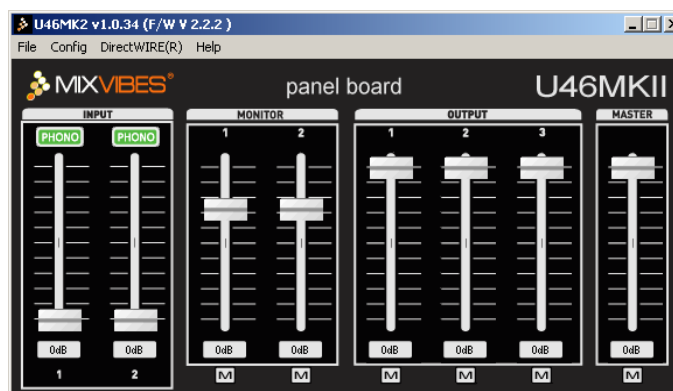 U46MK2 v1.0.34 (F/W V 2.2.2 )
File Config DirectWIRE(R) Help
MIXVIBES® panel board U46MKII
INPUT MONITOR OUTPUT MASTER
PHONO PHONO 1 2 1 2 3
0dB 0dB 0dB 0dB 0dB 0dB 0dB 0dB
1 2 M M M M M M